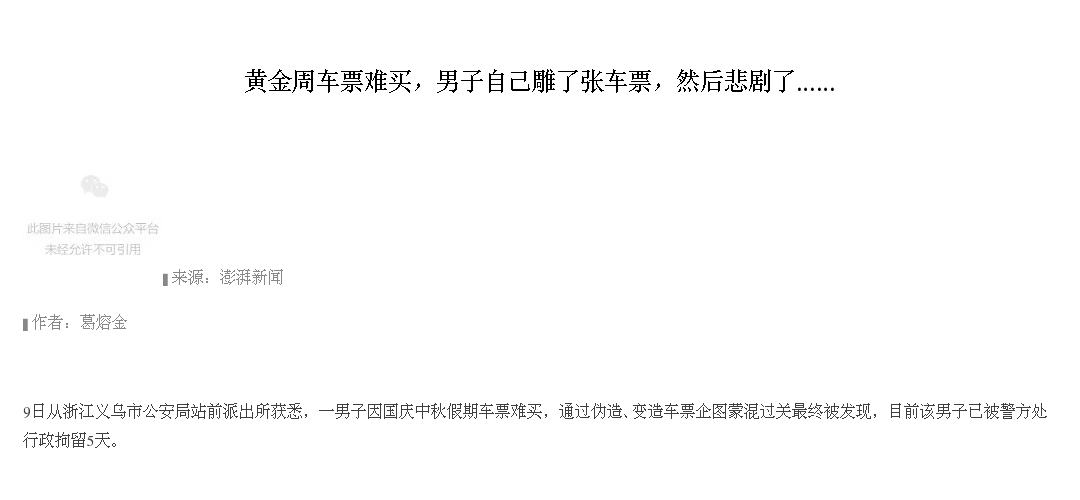 黄金周车票难买，男子自己雕了张车票，然后悲剧了……
此图片来自微信公众平台
未经允许不可引用
来源：澎湃新闻
作者：葛熔金
9日从浙江义乌市公安局站前派出所获悉，一男子因国庆中秋假期车票难买，通过伪造、变造车票企图蒙混过关最终被发现，目前该男子已被警方处
行政拘留5天。